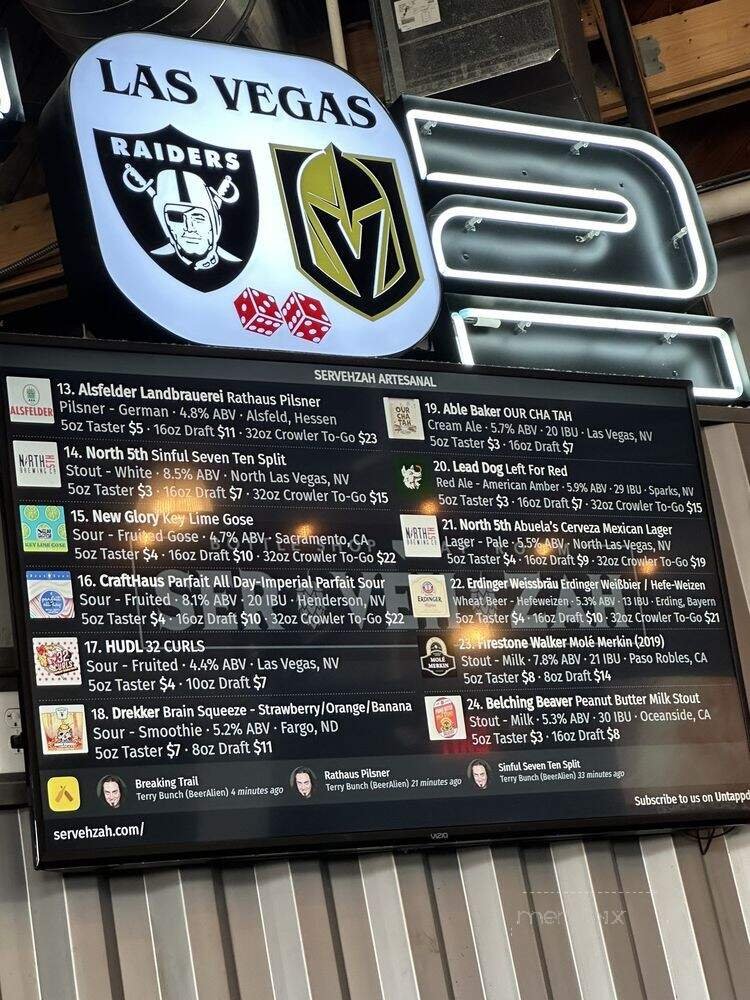 LAS VEGAS
RAIDERS
SERVEHZAH ARTESANAL
13. Alsfelder Landbrauerei Rathaus Pilsner
Pilsner - German · 4.8% ABV · Alsfeld, Hessen
5oz Taster $5 · 16oz Draft $11 · 32oz Crowler To-Go $23
14. North 5th Sinful Seven Ten Split
Stout - White · 8.5% ABV · North Las Vegas, NV
5oz Taster $3 · 16oz Draft $7 · 32oz Crowler To-Go $15
15. New Glory Key Lime Gose
Sour - Fruited Gose · 4.7% ABV · Sacramento, CA
5oz Taster $4 · 16oz Draft $10 · 32oz Crowler To-Go $22
16. CraftHaus Parfait All Day-Imperial Parfait Sour
Sour - Fruited · 8.1% ABV · 20 IBU · Henderson, NV
5oz Taster $4 · 16oz Draft $10 · 32oz Crowler To-Go $22
17. HUDL 32 CURLS
Sour - Fruited · 4.4% ABV · Las Vegas, NV
5oz Taster $4 · 10oz Draft $7
18. Drekker Brain Squeeze - Strawberry/Orange/Banana
Sour - Smoothie · 5.2% ABV · Fargo, ND
5oz Taster $7 · 8oz Draft $11
19. Able Baker OUR CHA TAH
Cream Ale · 5.7% ABV · 20 IBU · Las Vegas, NV
5oz Taster $3 · 16oz Draft $7
20. Lead Dog Left For Red
Red Ale - American Amber · 5.9% ABV · 29 IBU · Sparks, NV
5oz Taster $3 · 16oz Draft $7 · 32oz Crowler To-Go $15
21. North 5th Abuela's Cerveza Mexican Lager
Lager - Pale · 5.5% ABV · North Las Vegas, NV
5oz Taster $4 · 16oz Draft $9 · 32oz Crowler To-Go $19
22. Erdinger Weissbräu Erdinger Weißbier / Hefe-Weizen
Wheat Beer - Hefeweizen · 5.3% ABV · 13 IBU · Erding, Bayern
5oz Taster $4 · 16oz Draft $10 · 32oz Crowler To-Go $21
23. Firestone Walker Molé Merkin (2019)
Stout - Milk · 7.8% ABV · 21 IBU · Paso Robles, CA
5oz Taster $8 · 8oz Draft $14
24. Belching Beaver Peanut Butter Milk Stout
Stout - Milk · 5.3% ABV · 30 IBU · Oceanside, CA
5oz Taster $3 · 16oz Draft $8
ALSFELDER
NORTH 5TH
KEY LIME GOSE
OUR
CHA
TAH
NORTH 5TH
ERDINGER
MOLÉ
MERKIN
SERVEHZAH
Breaking Trail
Terry Bunch (BeerAlien) 4 minutes ago
Rathaus Pilsner
Terry Bunch (BeerAlien) 21 minutes ago
Sinful Seven Ten Split
Terry Bunch (BeerAlien) 33 minutes ago
servehzah.com/
Subscribe to us on Untappd
VIZIO